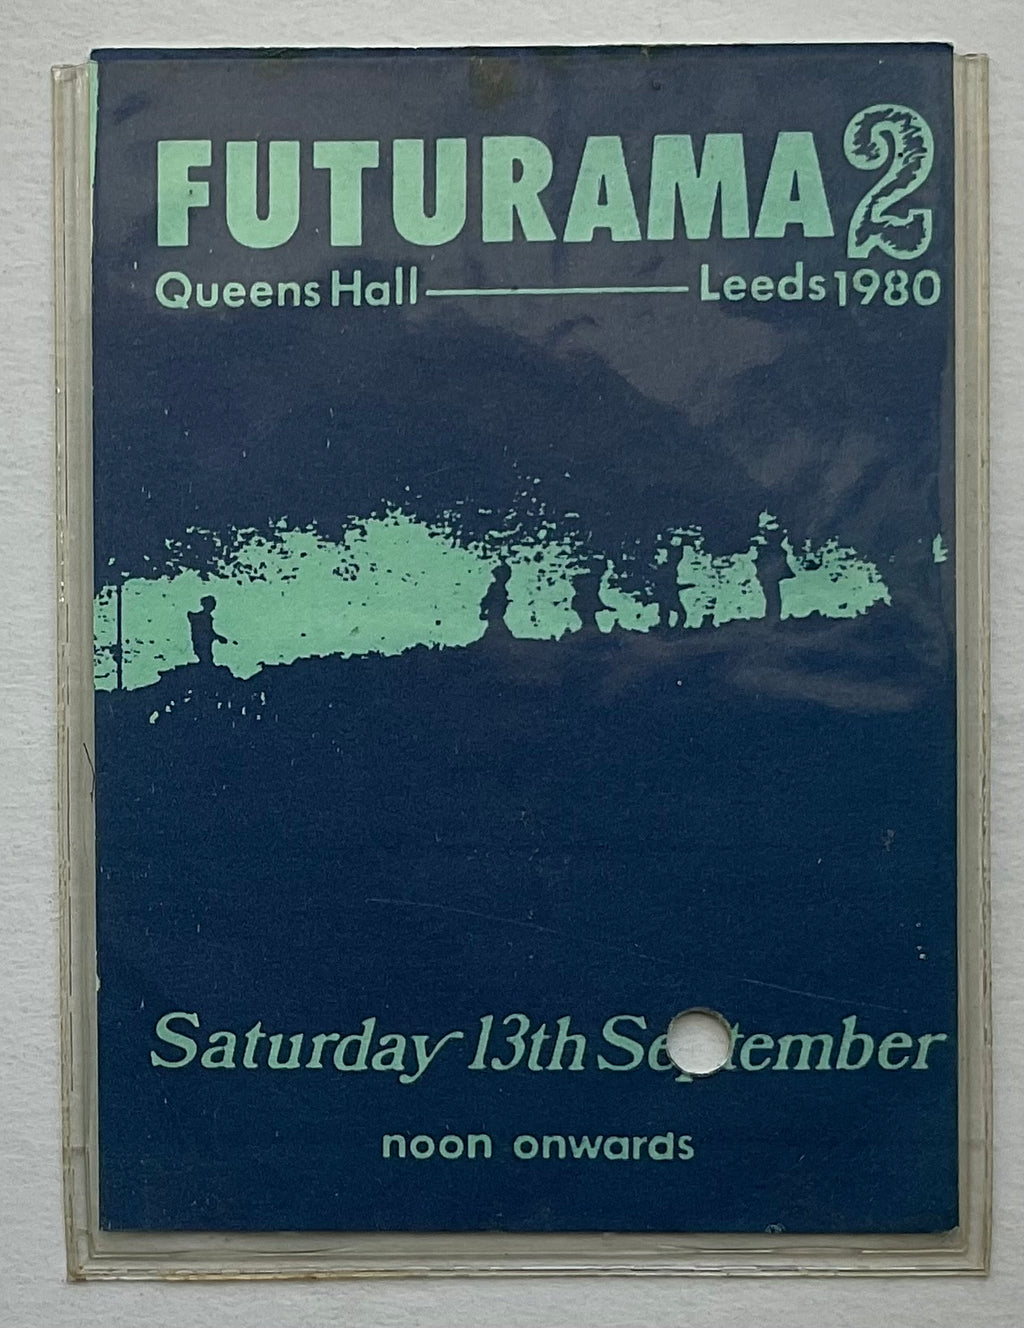 FUTURAMA 2
Queens Hall — Leeds 1980
Saturday 13th September
noon onwards